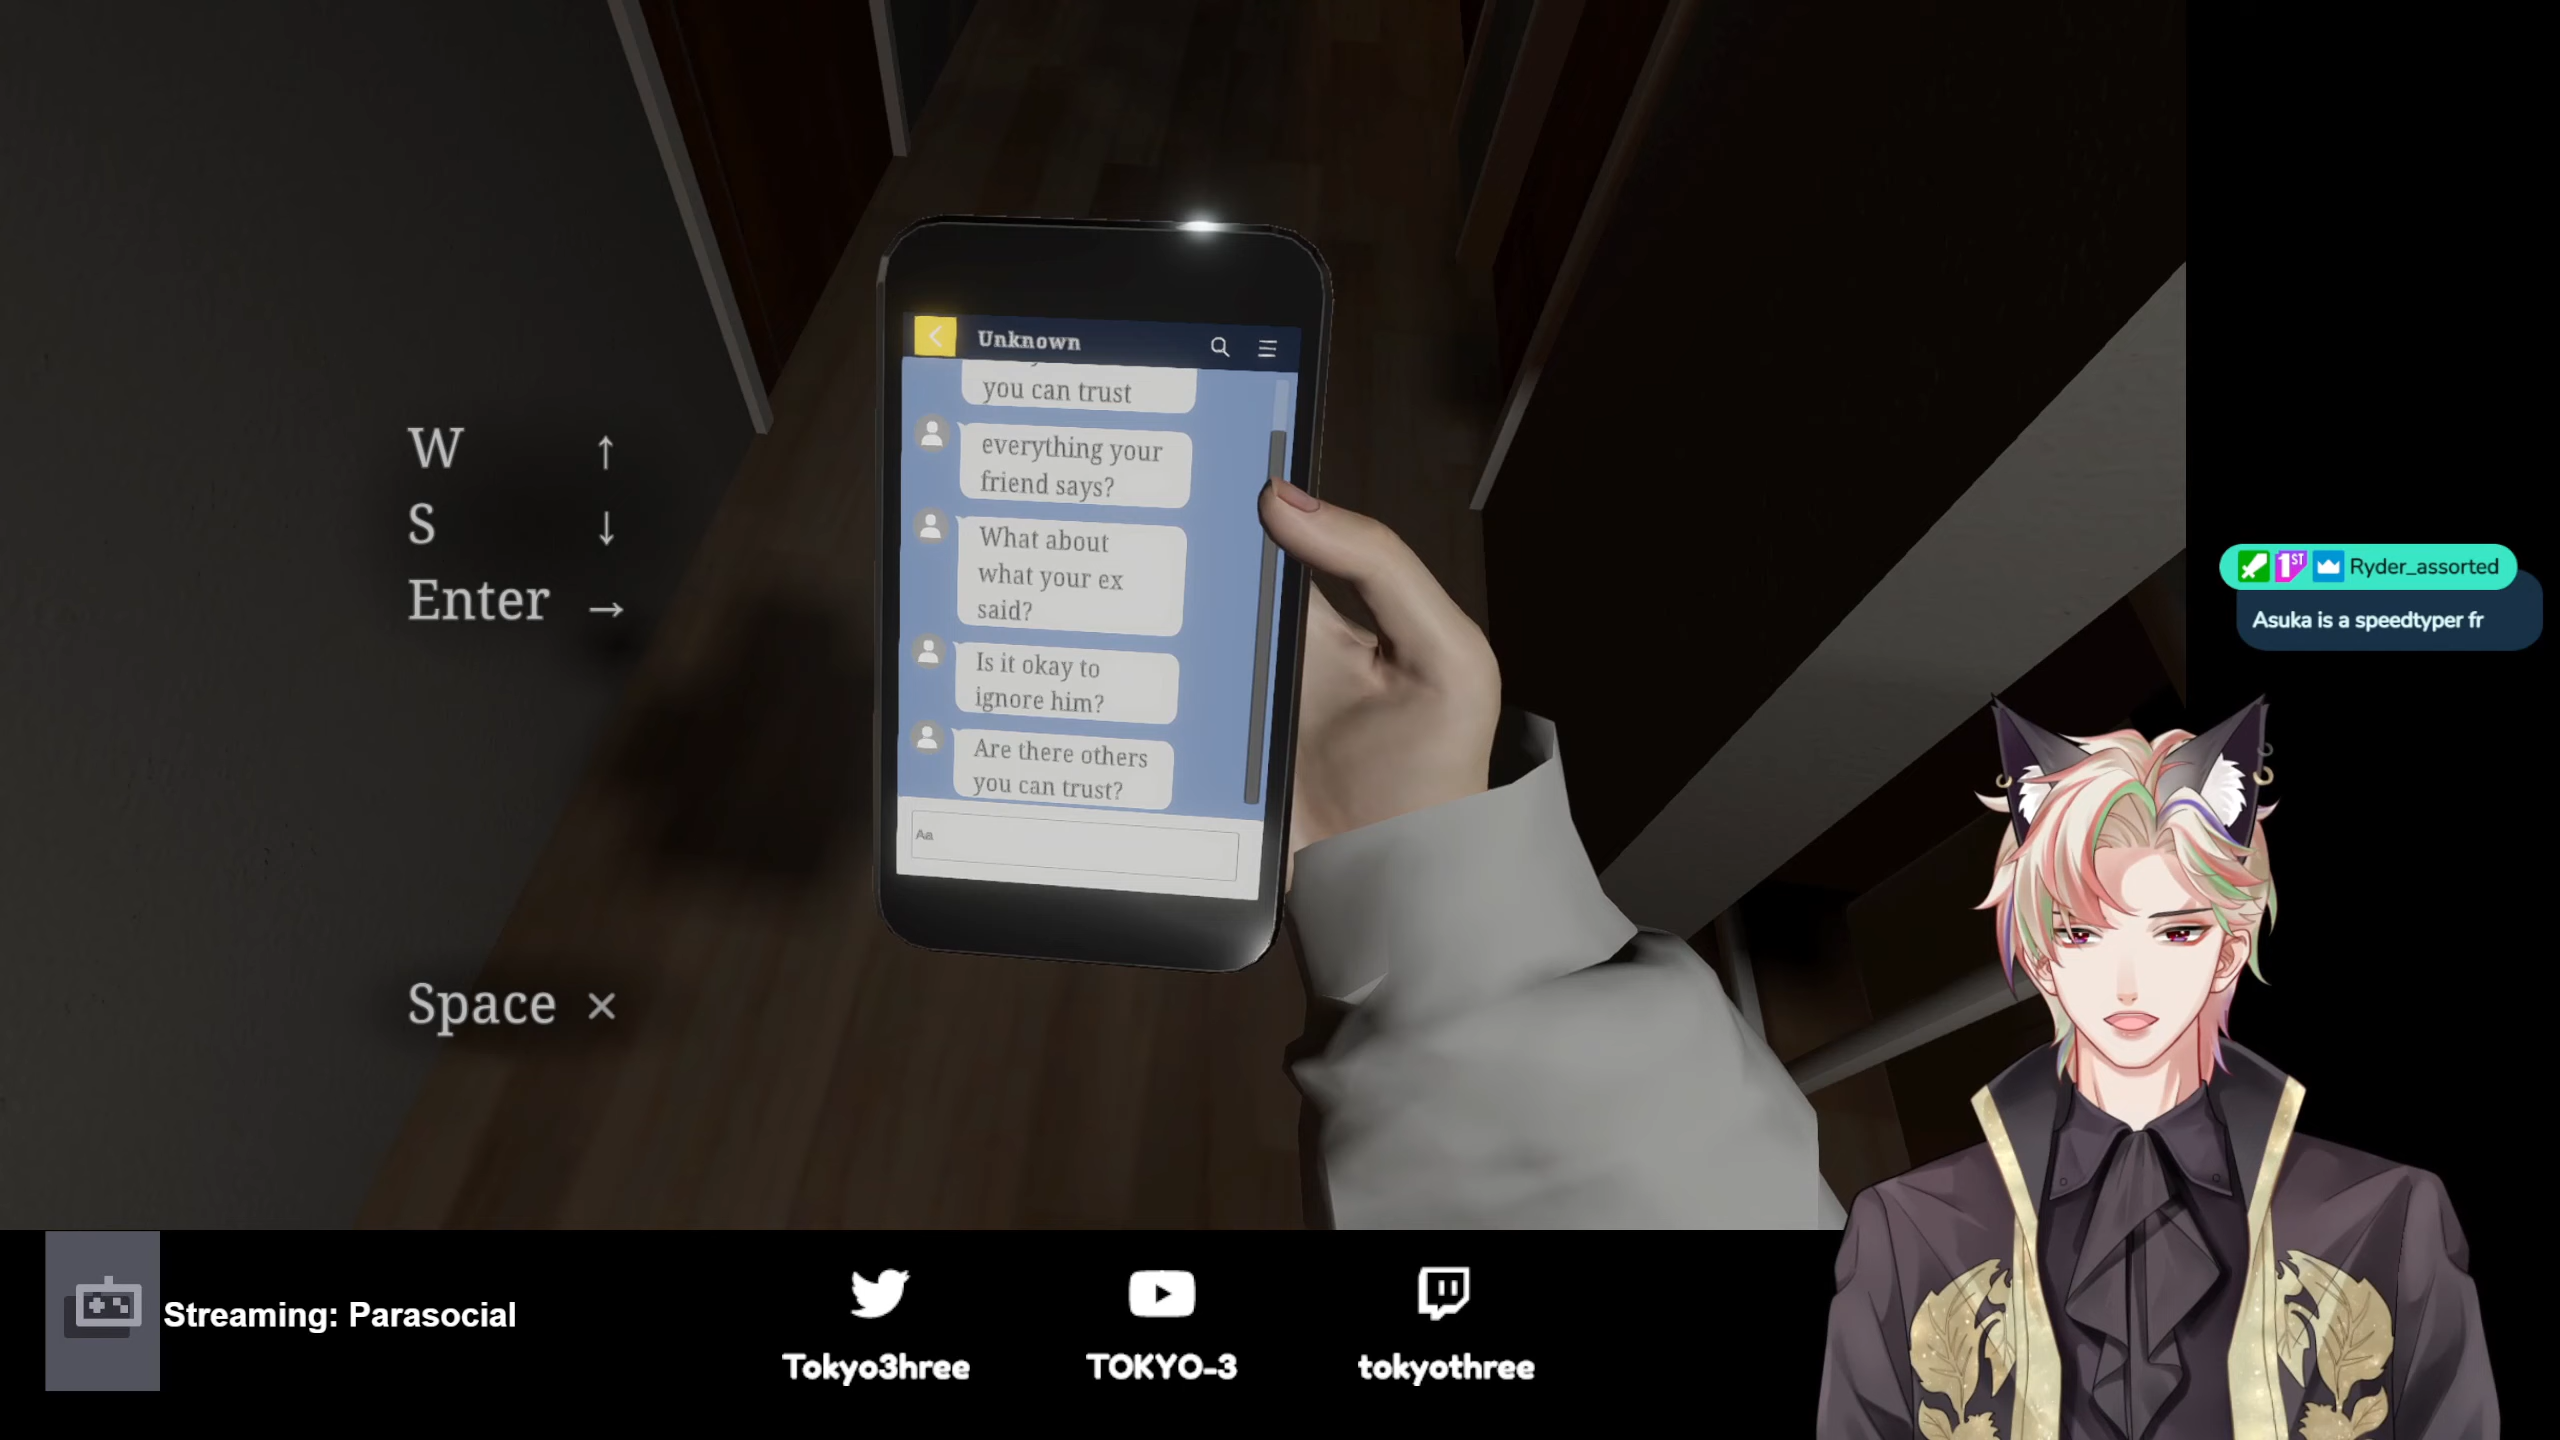 W ↑
S ↓
Enter →
Space ×
Unknown
you can trust
everything your
friend says?
What about
what your ex
said?
Is it okay to
ignore him?
Are there others
you can trust?
Aa
1ST Ryder_assorted
Asuka is a speedtyper fr
Streaming: Parasocial
Tokyo3hree
TOKYO-3
tokyothree